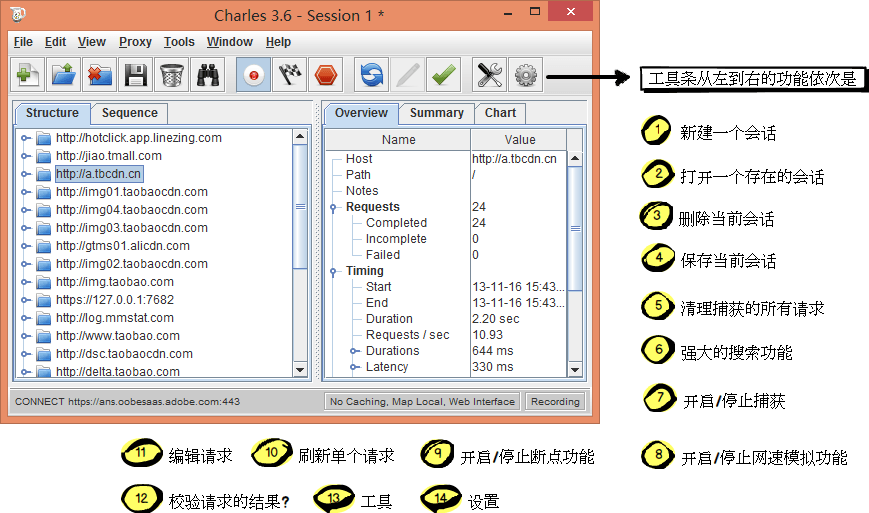 Charles 3.6 - Session 1 *
File Edit View Proxy Tools Window Help
工具条从左到右的功能依次是
Structure Sequence
http://hotclick.app.linezing.com
http://jiao.tmall.com
http://a.tbcdn.cn
http://img01.taobaocdn.com
http://img04.taobaocdn.com
http://img03.taobaocdn.com
http://gtms01.alicdn.com
http://img02.taobaocdn.com
http://img.taobao.com
https://127.0.0.1:7682
http://log.mmstat.com
http://www.taobao.com
http://dsc.taobaocdn.com
http://delta.taobao.com
Overview Summary Chart
Name Value
Host http://a.tbcdn.cn
Path /
Notes
Requests 24
Completed 24
Incomplete 0
Failed 0
Timing
Start 13-11-16 15:43...
End 13-11-16 15:43...
Duration 2.20 sec
Requests / sec 10.93
Durations 644 ms
Latency 330 ms
CONNECT https://ans.oobesaas.adobe.com:443
No Caching, Map Local, Web Interface Recording
1 新建一个会话
2 打开一个存在的会话
3 删除当前会话
4 保存当前会话
5 清理捕获的所有请求
6 强大的搜索功能
7 开启/停止捕获
8 开启/停止网速模拟功能
11 编辑请求 10 刷新单个请求 9 开启/停止断点功能
12 校验请求的结果? 13 工具 14 设置